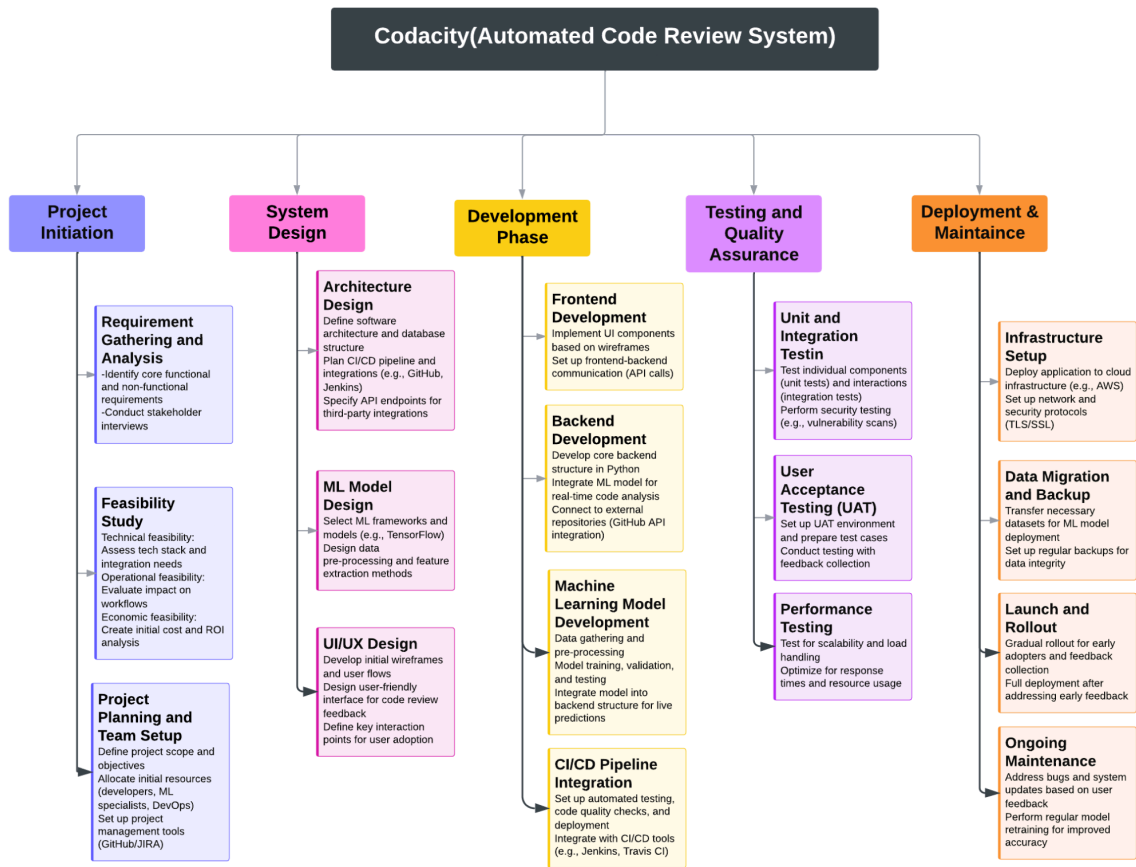 Codacity(Automated Code Review System)
Project
Initiation
Requirement
Gathering and
Analysis
-Identify core functional
and non-functional
requirements
-Conduct stakeholder
interviews
Feasibility
Study
Technical feasibility:
Assess tech stack and
integration needs
Operational feasibility:
Evaluate impact on
workflows
Economic feasibility:
Create initial cost and ROI
analysis
Project
Planning and
Team Setup
Define project scope and
objectives
Allocate initial resources
(developers, ML
specialists, DevOps)
Set up project
management tools
(GitHub/JIRA)
System
Design
Architecture
Design
Define software
architecture and database
structure
Plan CI/CD pipeline and
integrations (e.g., GitHub,
Jenkins)
Specify API endpoints for
third-party integrations
ML Model
Design
Select ML frameworks and
models (e.g., TensorFlow)
Design data
pre-processing and feature
extraction methods
UI/UX Design
Develop initial wireframes
and user flows
Design user-friendly
interface for code review
feedback
Define key interaction
points for user adoption
Development
Phase
Frontend
Development
Implement UI components
based on wireframes
Set up frontend-backend
communication (API calls)
Backend
Development
Develop core backend
structure in Python
Integrate ML model for
real-time code analysis
Connect to external
repositories (GitHub API
integration)
Machine
Learning Model
Development
Data gathering and
pre-processing
Model training, validation,
and testing
Integrate model into
backend structure for live
predictions
CI/CD Pipeline
Integration
Set up automated testing,
code quality checks, and
deployment
Integrate with CI/CD tools
(e.g., Jenkins, Travis CI)
Testing and
Quality
Assurance
Unit and
Integration
Testin
Test individual components
(unit tests) and interactions
(integration tests)
Perform security testing
(e.g., vulnerability scans)
User
Acceptance
Testing (UAT)
Set up UAT environment
and prepare test cases
Conduct testing with
feedback collection
Performance
Testing
Test for scalability and load
handling
Optimize for response
times and resource usage
Deployment &
Maintaince
Infrastructure
Setup
Deploy application to cloud
infrastructure (e.g., AWS)
Set up network and
security protocols
(TLS/SSL)
Data Migration
and Backup
Transfer necessary
datasets for ML model
deployment
Set up regular backups for
data integrity
Launch and
Rollout
Gradual rollout for early
adopters and feedback
collection
Full deployment after
addressing early feedback
Ongoing
Maintenance
Address bugs and system
updates based on user
feedback
Perform regular model
retraining for improved
accuracy